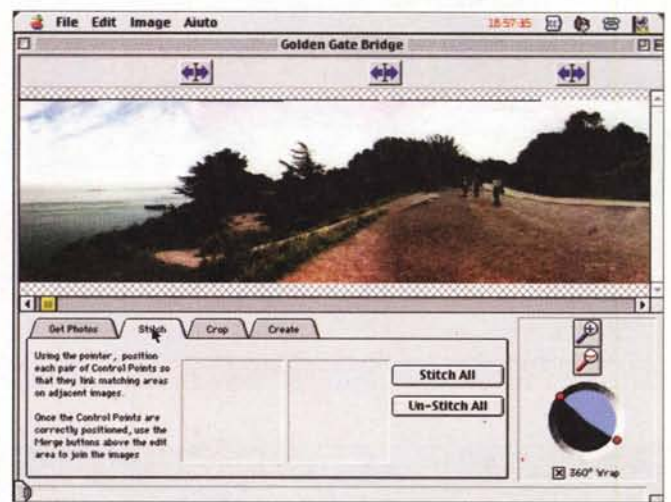 File Edit Image Aiuto 18:57:35
Golden Gate Bridge
Get Photos Stitch Crop Create
Using the pointer, position
each pair of Control Points so
that they link matching areas
on adjacent images.
Once the Control Points are
correctly positioned, use the
Merge buttons above the edit
area to join the images
Stitch All
Un-Stitch All
360° Wrap